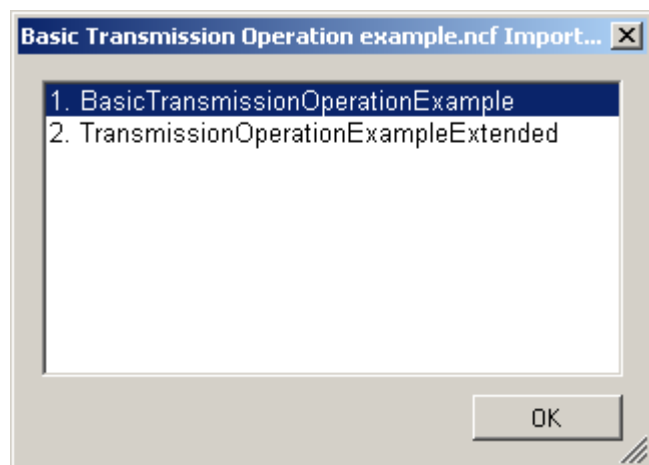 Basic Transmission Operation example.ncf Import...
1. BasicTransmissionOperationExample
2. TransmissionOperationExampleExtended
OK